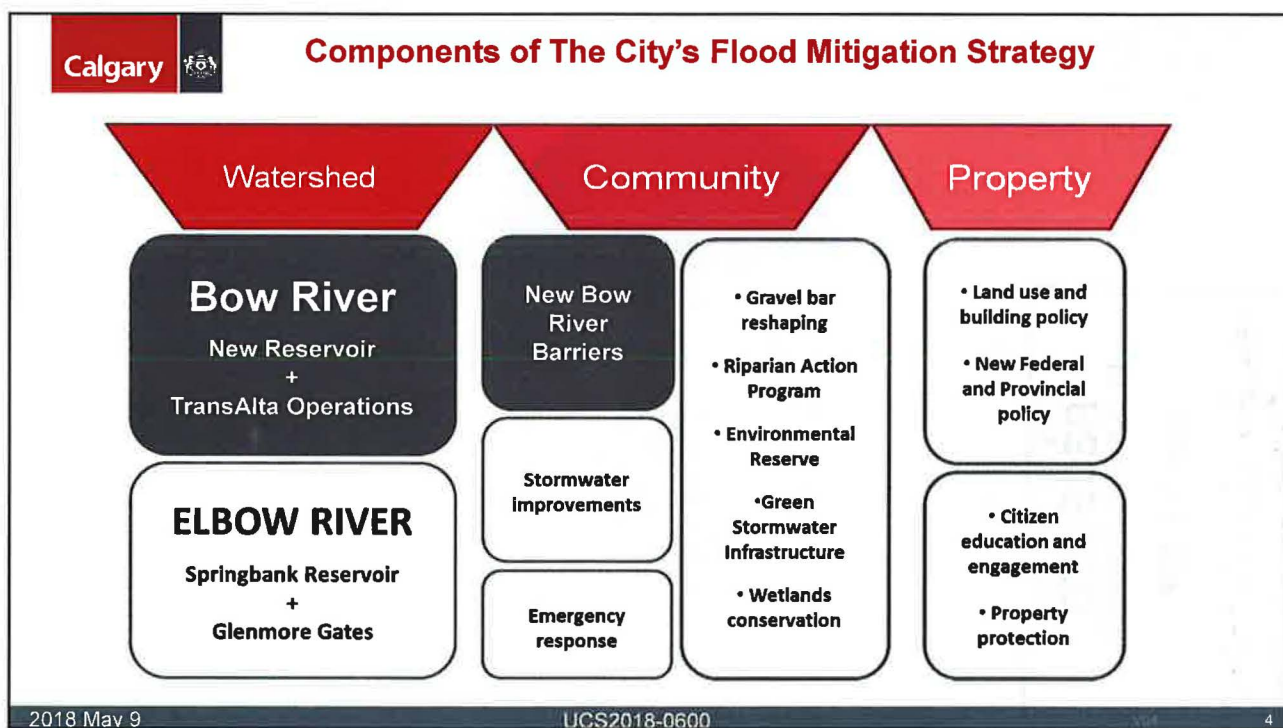 Calgary
Components of The City's Flood Mitigation Strategy
Watershed
Community
Property
Bow River
New Reservoir
+
TransAlta Operations
ELBOW RIVER
Springbank Reservoir
+
Glenmore Gates
New Bow
River
Barriers
Stormwater
improvements
Emergency
response
• Gravel bar
reshaping
• Riparian Action
Program
• Environmental
Reserve
•Green
Stormwater
Infrastructure
• Wetlands
conservation
• Land use and
building policy
• New Federal
and Provincial
policy
• Citizen
education and
engagement
• Property
protection
2018 May 9
UCS2018-0600
4